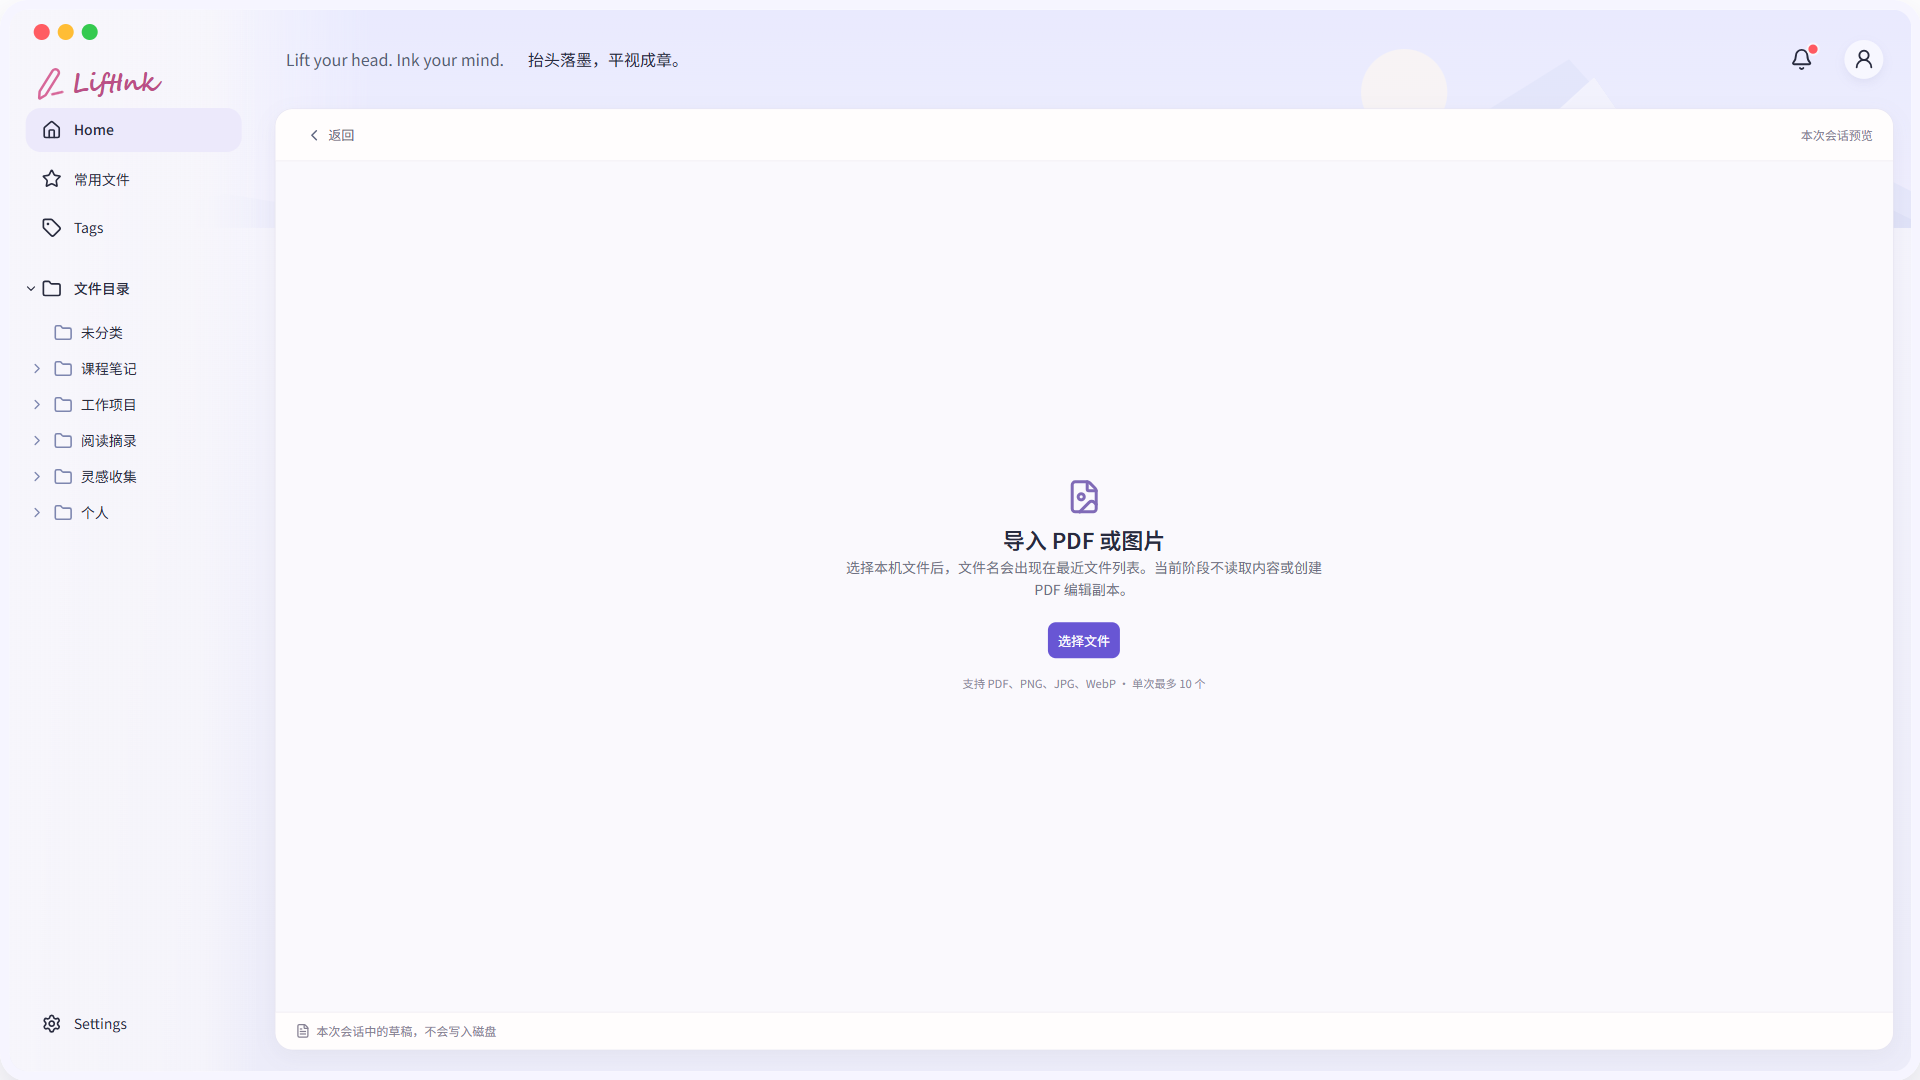 LiftInk
Lift your head. Ink your mind. 抬头落墨，平视成章。
Home
常用文件
Tags
文件目录
未分类
课程笔记
工作项目
阅读摘录
灵感收集
个人
Settings
返回
本次会话预览
导入 PDF 或图片
选择本机文件后，文件名会出现在最近文件列表。当前阶段不读取内容或创建
PDF 编辑副本。
选择文件
支持 PDF、PNG、JPG、WebP · 单次最多 10 个
本次会话中的草稿，不会写入磁盘